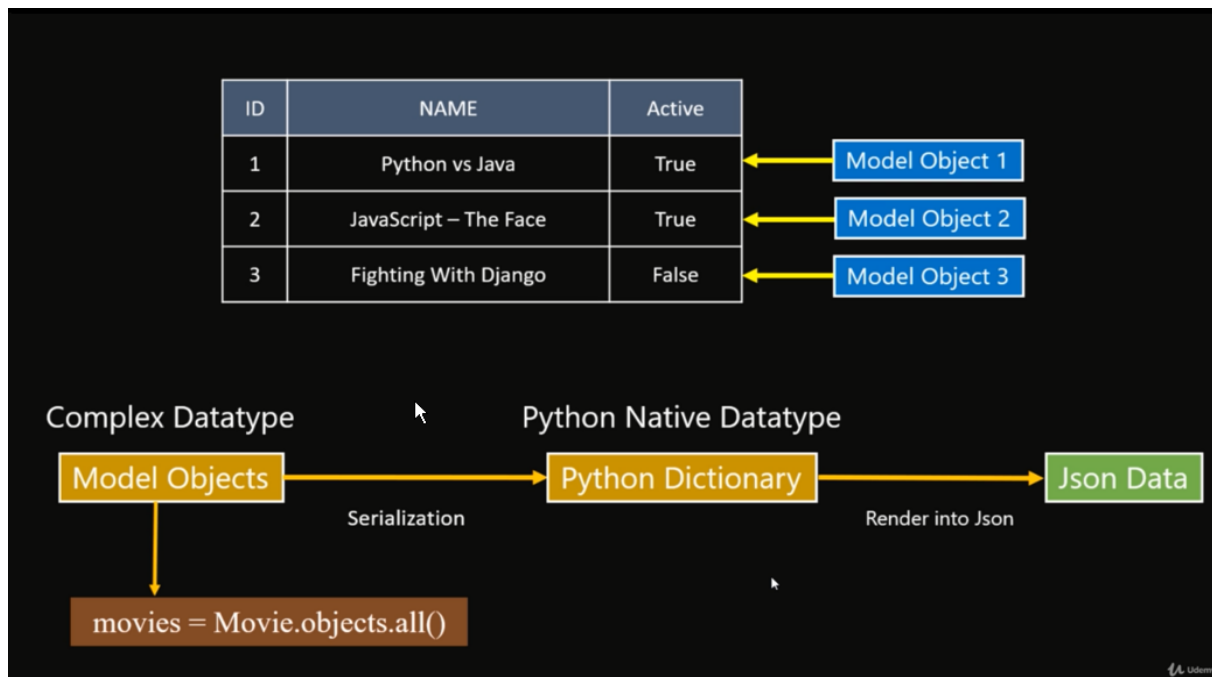 ID NAME Active
1 Python vs Java True
Model Object 1
2 JavaScript – The Face True
Model Object 2
3 Fighting With Django False
Model Object 3
Complex Datatype
Python Native Datatype
Model Objects
Python Dictionary
Json Data
Serialization
Render into Json
movies = Movie.objects.all()
Udemy